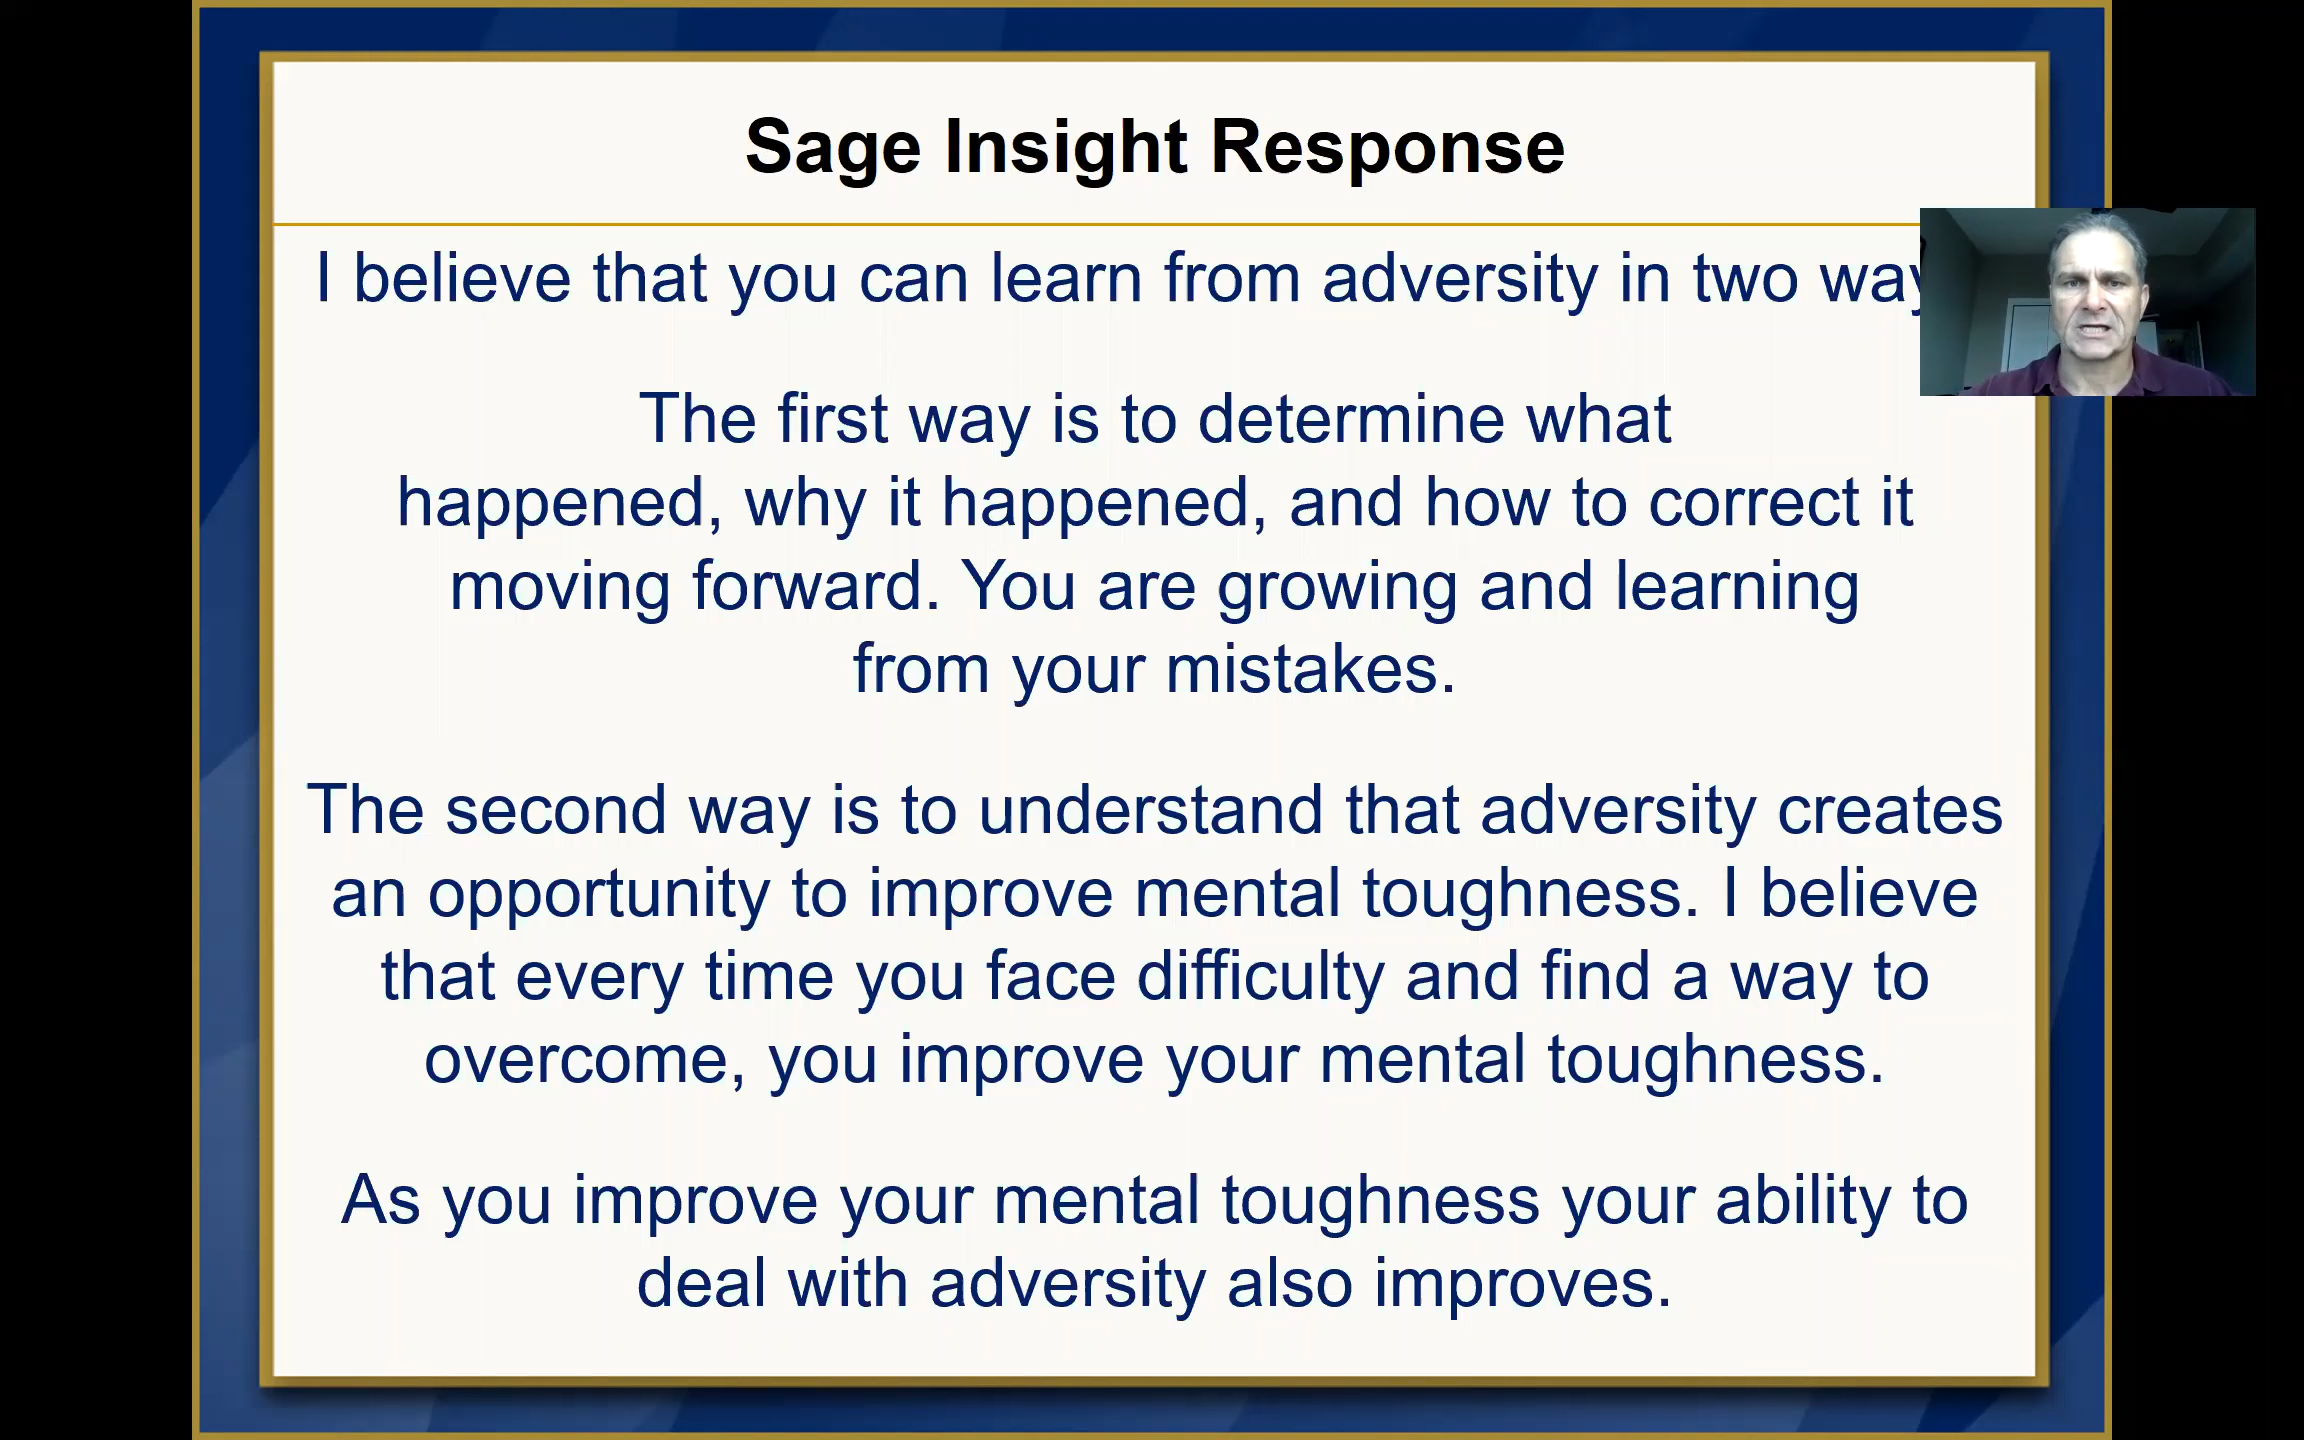 Sage Insight Response
I believe that you can learn from adversity in two
The first way is to determine what
happened, why it happened, and how to correct it
moving forward. You are growing and learning
from your mistakes.
The second way is to understand that adversity creates
an opportunity to improve mental toughness. I believe
that every time you face difficulty and find a way to
overcome, you improve your mental toughness.
As you improve your mental toughness your ability to
deal with adversity also improves.